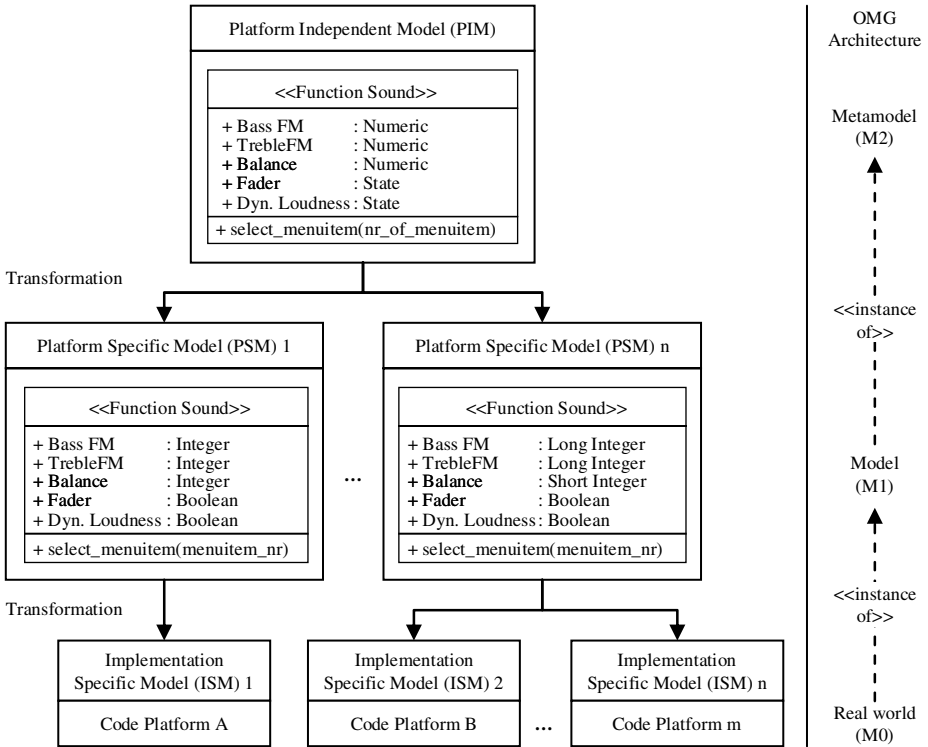 Platform Independent Model (PIM)
<<Function Sound>>
+ Bass FM : Numeric
+ TrebleFM : Numeric
+ Balance : Numeric
+ Fader : State
+ Dyn. Loudness : State
+ select_menuitem(nr_of_menuitem)
Transformation
Platform Specific Model (PSM) 1
<<Function Sound>>
+ Bass FM : Integer
+ TrebleFM : Integer
+ Balance : Integer
+ Fader : Boolean
+ Dyn. Loudness : Boolean
+ select_menuitem(menuitem_nr)
...
Platform Specific Model (PSM) n
<<Function Sound>>
+ Bass FM : Long Integer
+ TrebleFM : Long Integer
+ Balance : Short Integer
+ Fader : Boolean
+ Dyn. Loudness : Boolean
+ select_menuitem(menuitem_nr)
Transformation
Implementation
Specific Model (ISM) 1
Code Platform A
Implementation
Specific Model (ISM) 2
Code Platform B
...
Implementation
Specific Model (ISM) n
Code Platform m
OMG
Architecture
Metamodel
(M2)
<<instance
of>>
Model
(M1)
<<instance
of>>
Real world
(M0)